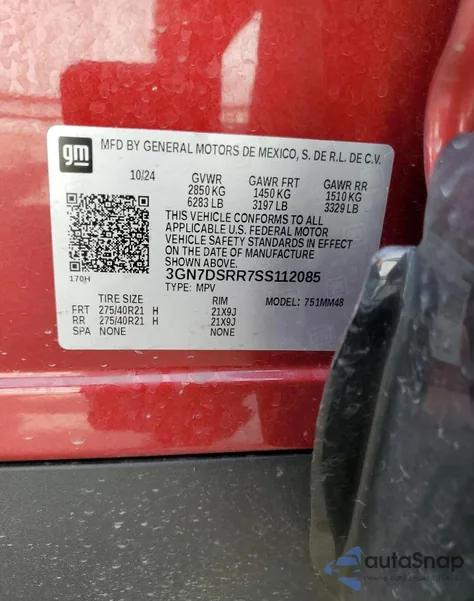 gm
MFD BY GENERAL MOTORS DE MEXICO, S. DE R.L. DE C.V.
10/24 GVWR GAWR FRT GAWR RR
2850 KG 1450 KG 1510 KG
6283 LB 3197 LB 3329 LB
THIS VEHICLE CONFORMS TO ALL
APPLICABLE U.S. FEDERAL MOTOR
VEHICLE SAFETY STANDARDS IN EFFECT
ON THE DATE OF MANUFACTURE
SHOWN ABOVE.
170H
3GN7DSRR7SS112085
TYPE: MPV MODEL: 751MM48
TIRE SIZE RIM
FRT 275/40R21 H 21X9J
RR 275/40R21 H 21X9J
SPA NONE NONE
autoSnap